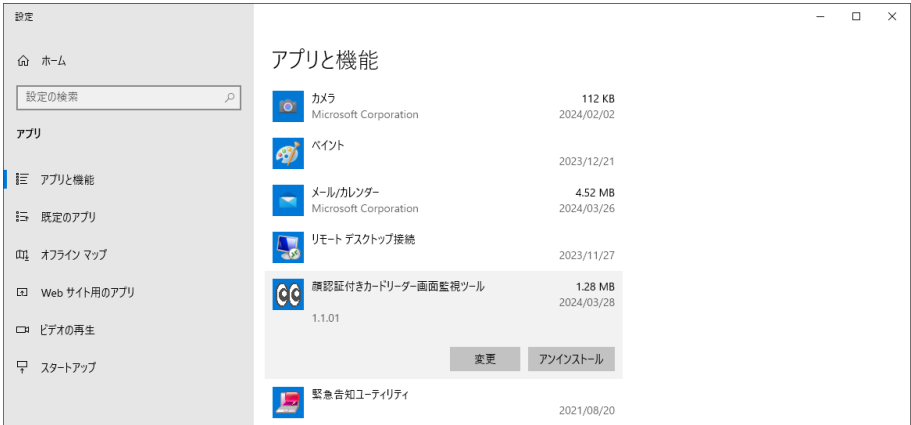 設定
ホーム
設定の検索
アプリ
アプリと機能
既定のアプリ
オフライン マップ
Web サイト用のアプリ
ビデオの再生
スタートアップ
アプリと機能
カメラ
112 KB
Microsoft Corporation
2024/02/02
ペイント
2023/12/21
メール/カレンダー
4.52 MB
Microsoft Corporation
2024/03/26
リモート デスクトップ接続
2023/11/27
顔認証付きカードリーダー画面監視ツール
1.28 MB
2024/03/28
1.1.01
変更
アンインストール
緊急告知ユーティリティ
2021/08/20